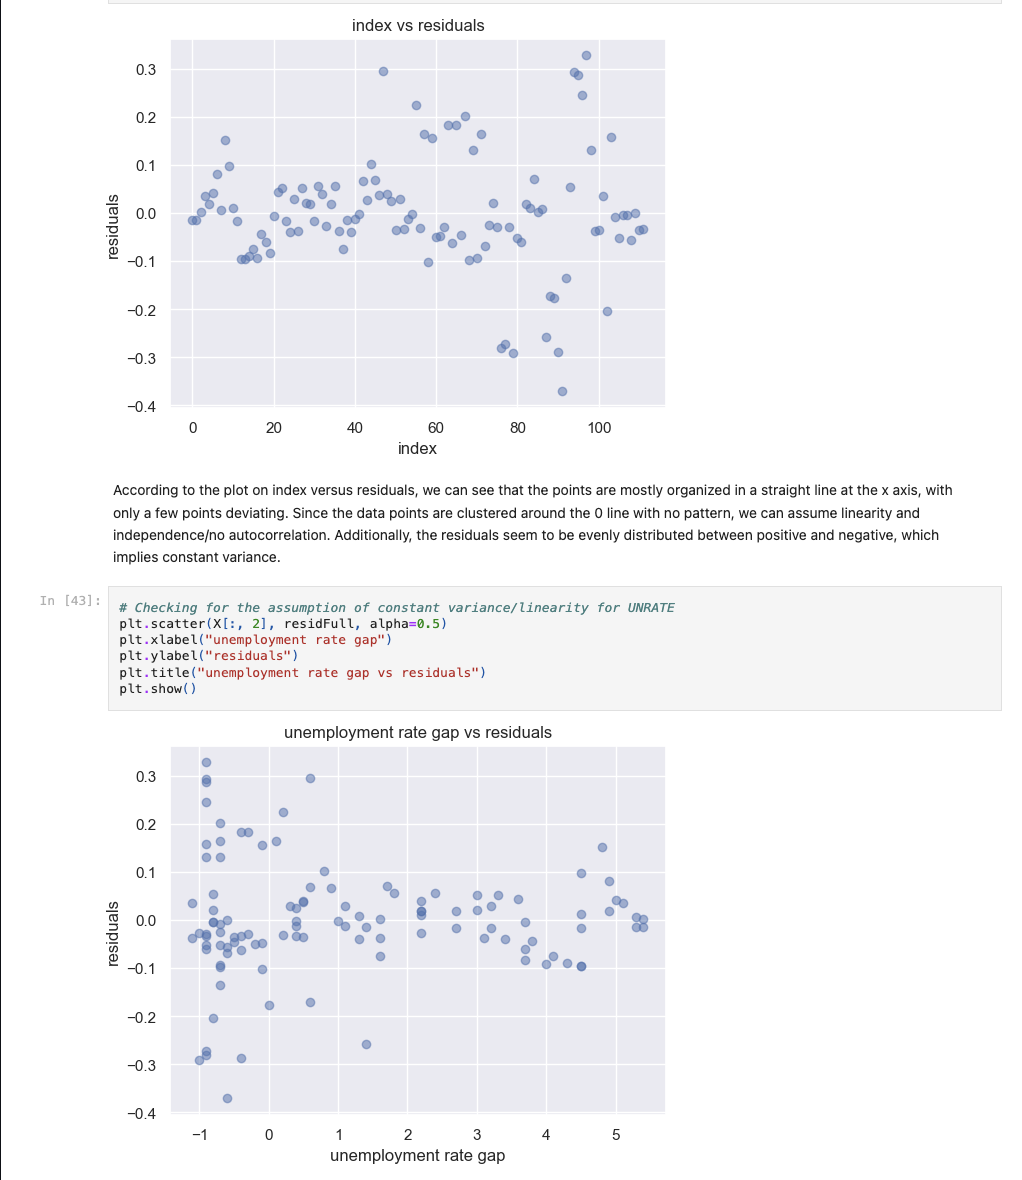 index vs residuals
0.3
0.2
0.1
0.0
−0.1
−0.2
−0.3
−0.4
residuals
0 20 40 60 80 100
index
According to the plot on index versus residuals, we can see that the points are mostly organized in a straight line at the x axis, with
only a few points deviating. Since the data points are clustered around the 0 line with no pattern, we can assume linearity and
independence/no autocorrelation. Additionally, the residuals seem to be evenly distributed between positive and negative, which
implies constant variance.
In [43]:
# Checking for the assumption of constant variance/linearity for UNRATE
plt.scatter(X[:, 2], residFull, alpha=0.5)
plt.xlabel("unemployment rate gap")
plt.ylabel("residuals")
plt.title("unemployment rate gap vs residuals")
plt.show()
unemployment rate gap vs residuals
0.3
0.2
0.1
0.0
−0.1
−0.2
−0.3
−0.4
residuals
−1 0 1 2 3 4 5
unemployment rate gap